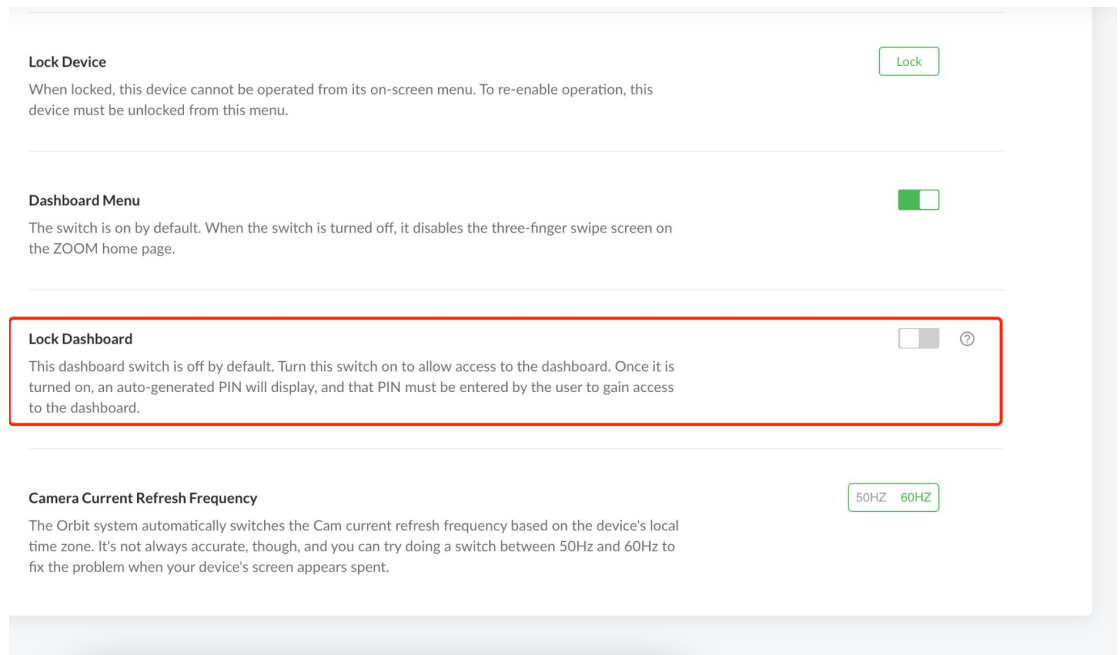 Lock Device
Lock
When locked, this device cannot be operated from its on-screen menu. To re-enable operation, this
device must be unlocked from this menu.
Dashboard Menu
The switch is on by default. When the switch is turned off, it disables the three-finger swipe screen on
the ZOOM home page.
Lock Dashboard
This dashboard switch is off by default. Turn this switch on to allow access to the dashboard. Once it is
turned on, an auto-generated PIN will display, and that PIN must be entered by the user to gain access
to the dashboard.
Camera Current Refresh Frequency
50HZ 60HZ
The Orbit system automatically switches the Cam current refresh frequency based on the device's local
time zone. It's not always accurate, though, and you can try doing a switch between 50Hz and 60Hz to
fix the problem when your device's screen appears spent.